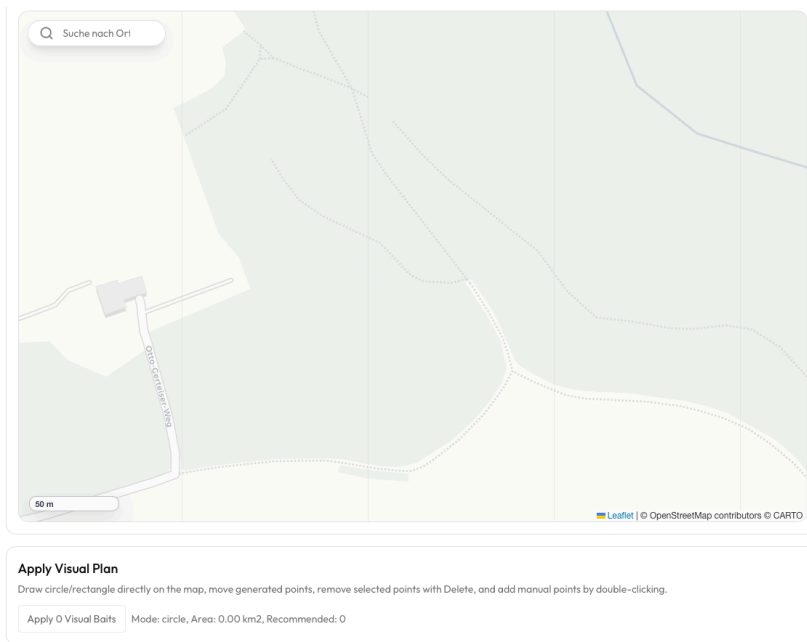 Suche nach Ort
Otto-Gerteiser-Weg
50 m
Leaflet | © OpenStreetMap contributors © CARTO
Apply Visual Plan
Draw circle/rectangle directly on the map, move generated points, remove selected points with Delete, and add manual points by double-clicking.
Apply 0 Visual Baits
Mode: circle, Area: 0.00 km2, Recommended: 0